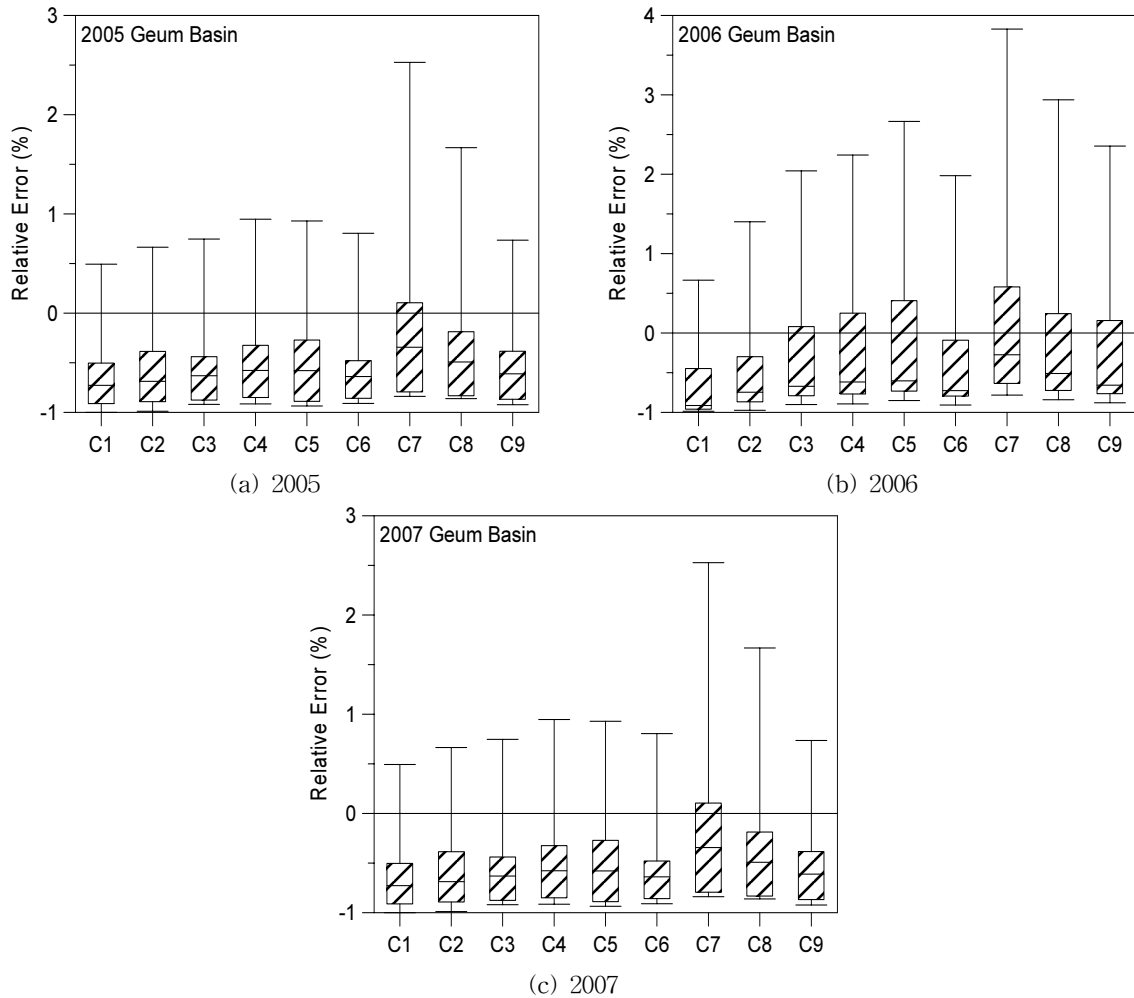 2005 Geum Basin
Relative Error (%)
3
2
1
0
-1
C1 C2 C3 C4 C5 C6 C7 C8 C9
(a) 2005
2006 Geum Basin
Relative Error (%)
4
3
2
1
0
-1
C1 C2 C3 C4 C5 C6 C7 C8 C9
(b) 2006
2007 Geum Basin
Relative Error (%)
3
2
1
0
-1
C1 C2 C3 C4 C5 C6 C7 C8 C9
(c) 2007